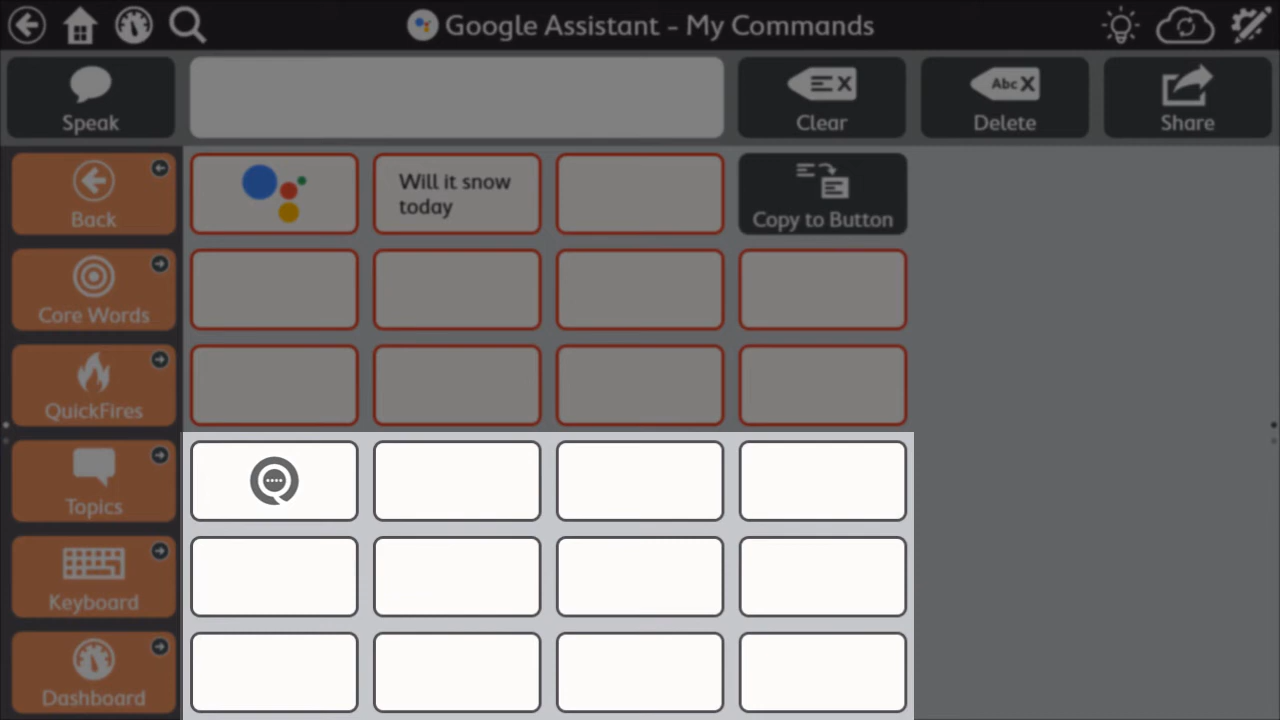 Google Assistant - My Commands
Speak
Clear
Abc X
Delete
Share
Back
Will it snow
today
Copy to Button
Core Words
QuickFires
Topics
Keyboard
Dashboard